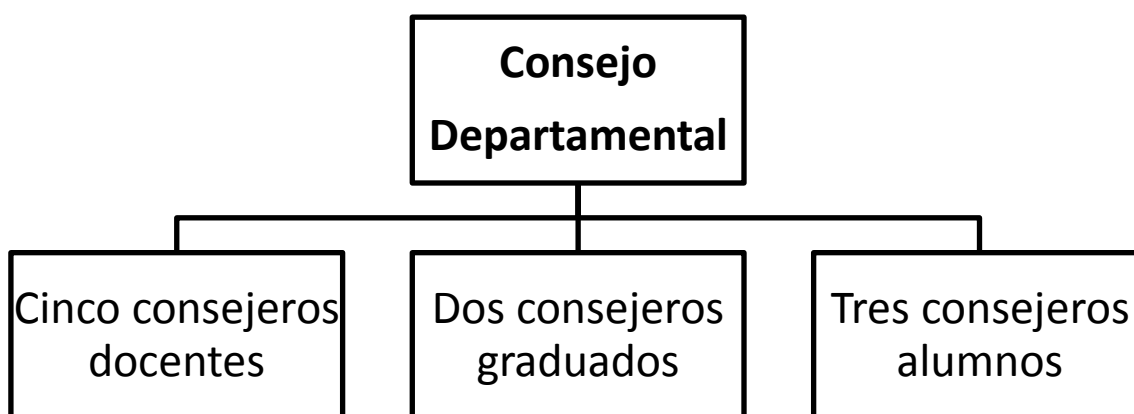 Consejo
Departamental
Cinco consejeros
docentes
Dos consejeros
graduados
Tres consejeros
alumnos